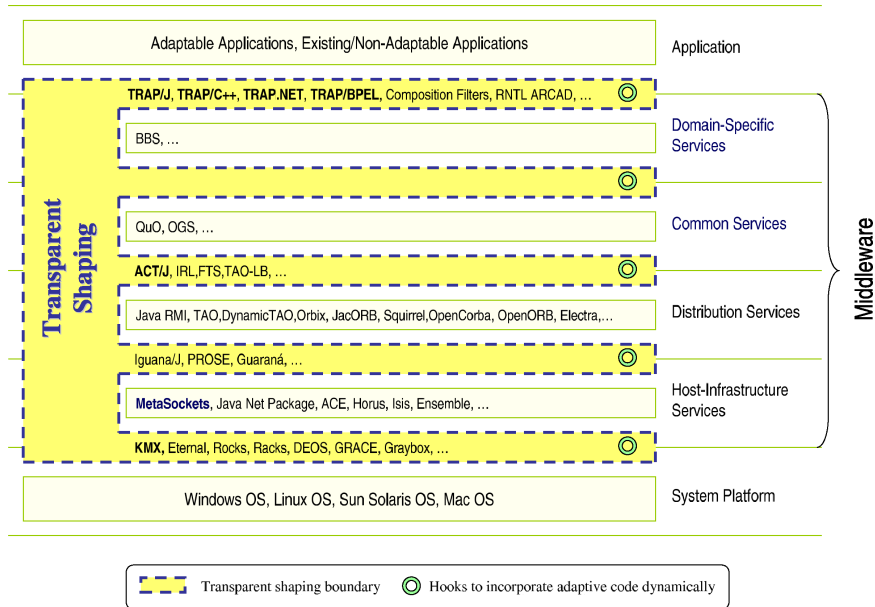 Adaptable Applications, Existing/Non-Adaptable Applications
Application
TRAP/J, TRAP/C++, TRAP.NET, TRAP/BPEL, Composition Filters, RNTL ARCAD, ...
Domain-Specific
Services
BBS, ...
Transparent
Shaping
QuO, OGS, ...
Common Services
ACT/J, IRL,FTS,TAO-LB, ...
Java RMI, TAO,DynamicTAO,Orbix, JacORB, Squirrel,OpenCorba, OpenORB, Electra,...
Distribution Services
Middleware
Iguana/J, PROSE, Guaraná, ...
MetaSockets, Java Net Package, ACE, Horus, Isis, Ensemble, ...
Host-Infrastructure
Services
KMX, Eternal, Rocks, Racks, DEOS, GRACE, Graybox, ...
Windows OS, Linux OS, Sun Solaris OS, Mac OS
System Platform
Transparent shaping boundary
Hooks to incorporate adaptive code dynamically